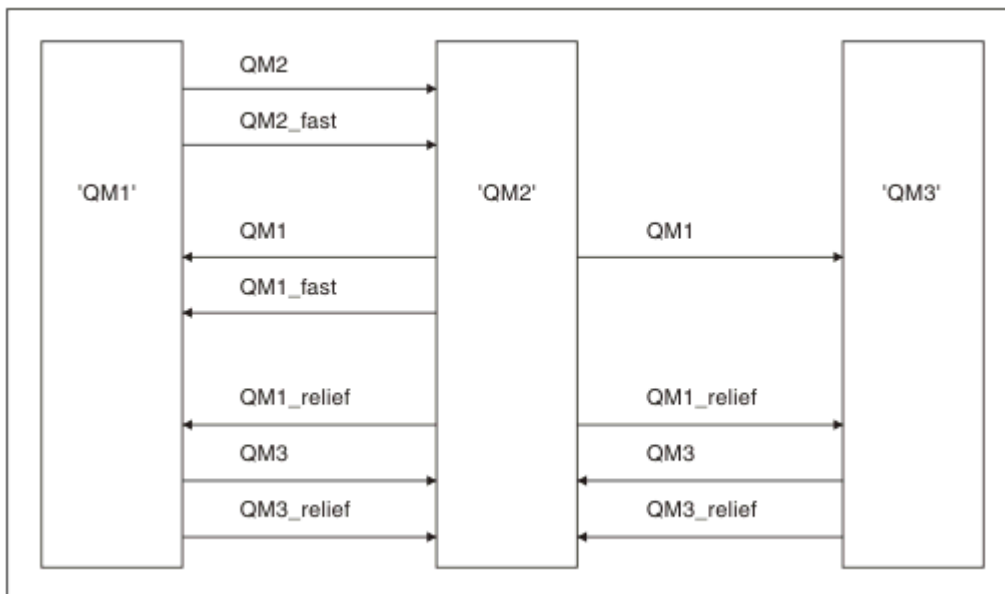 QM2
QM2_fast
'QM1' 'QM2' 'QM3'
QM1 QM1
QM1_fast
QM1_relief QM1_relief
QM3 QM3
QM3_relief QM3_relief